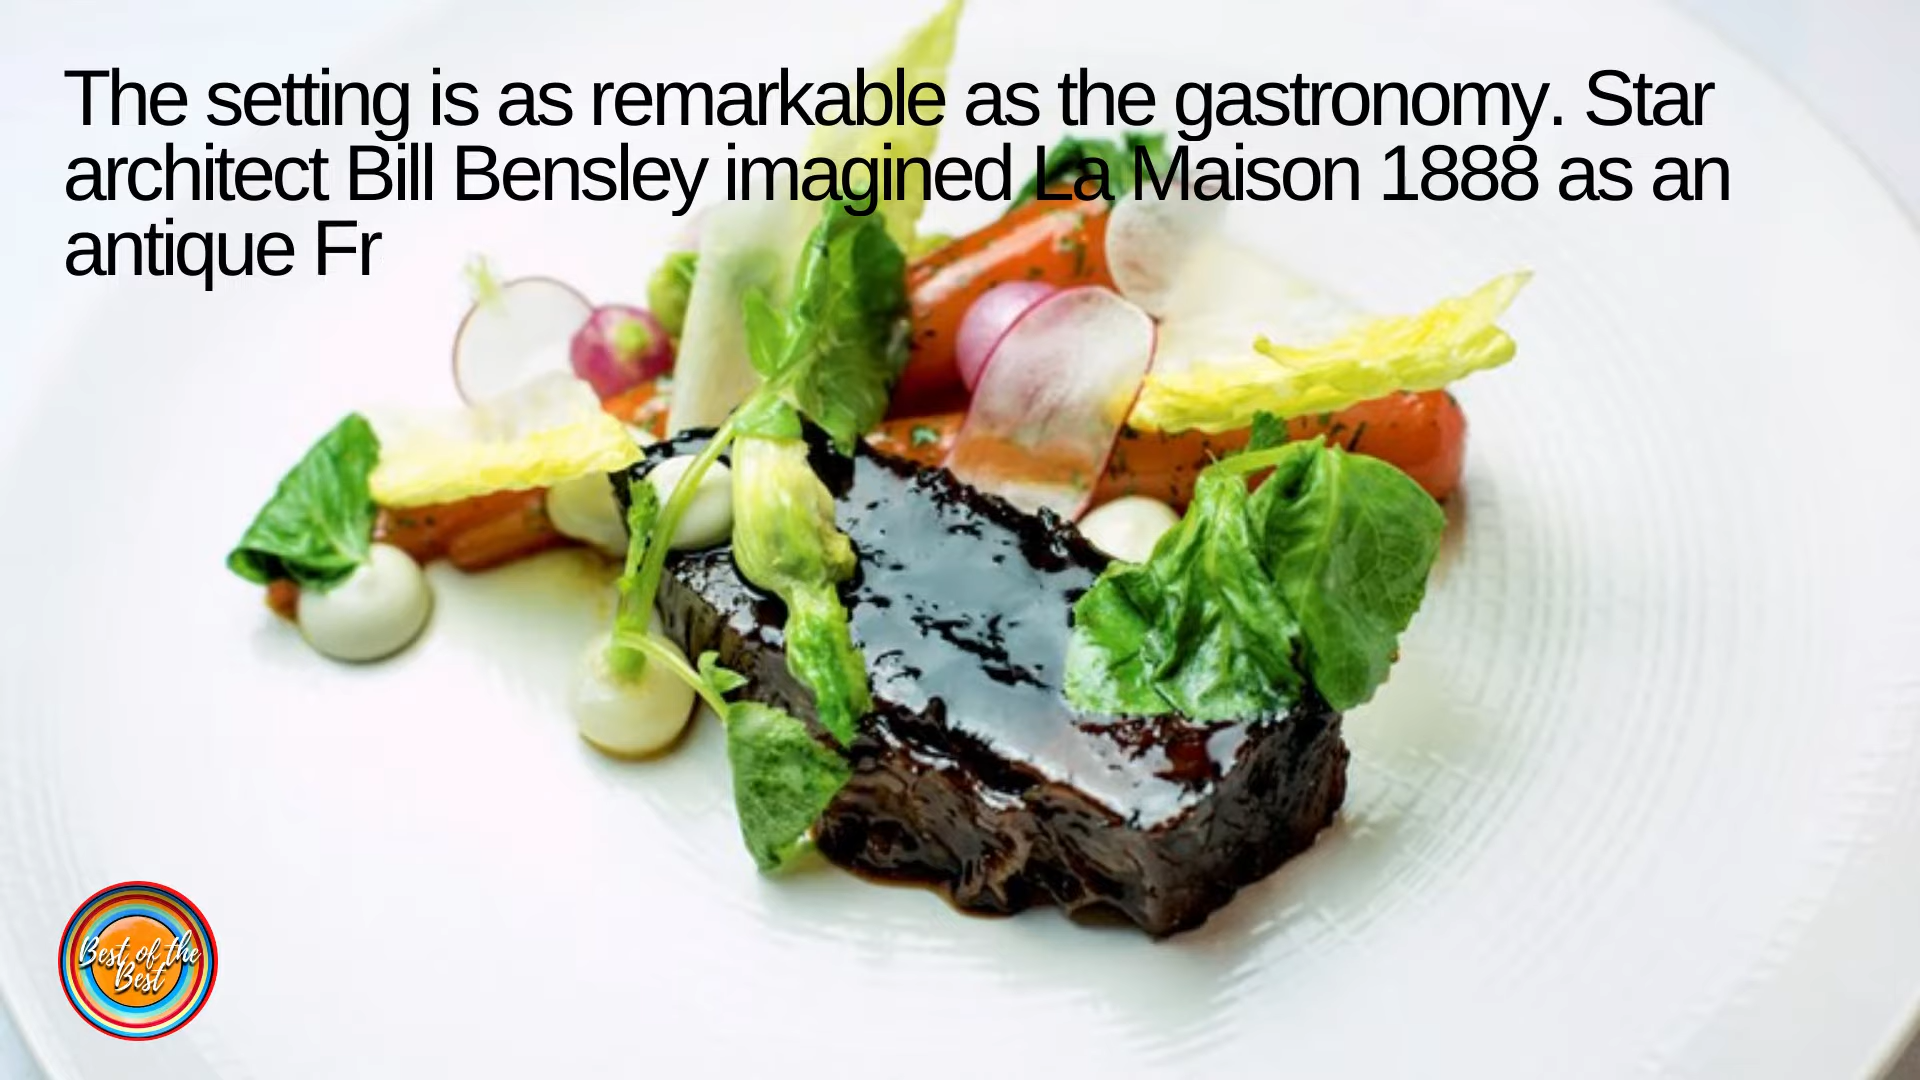 The setting is as remarkable as the gastronomy. Star
architect Bill Bensley imagined La Maison 1888 as an
antique Fr
Best of the
Best